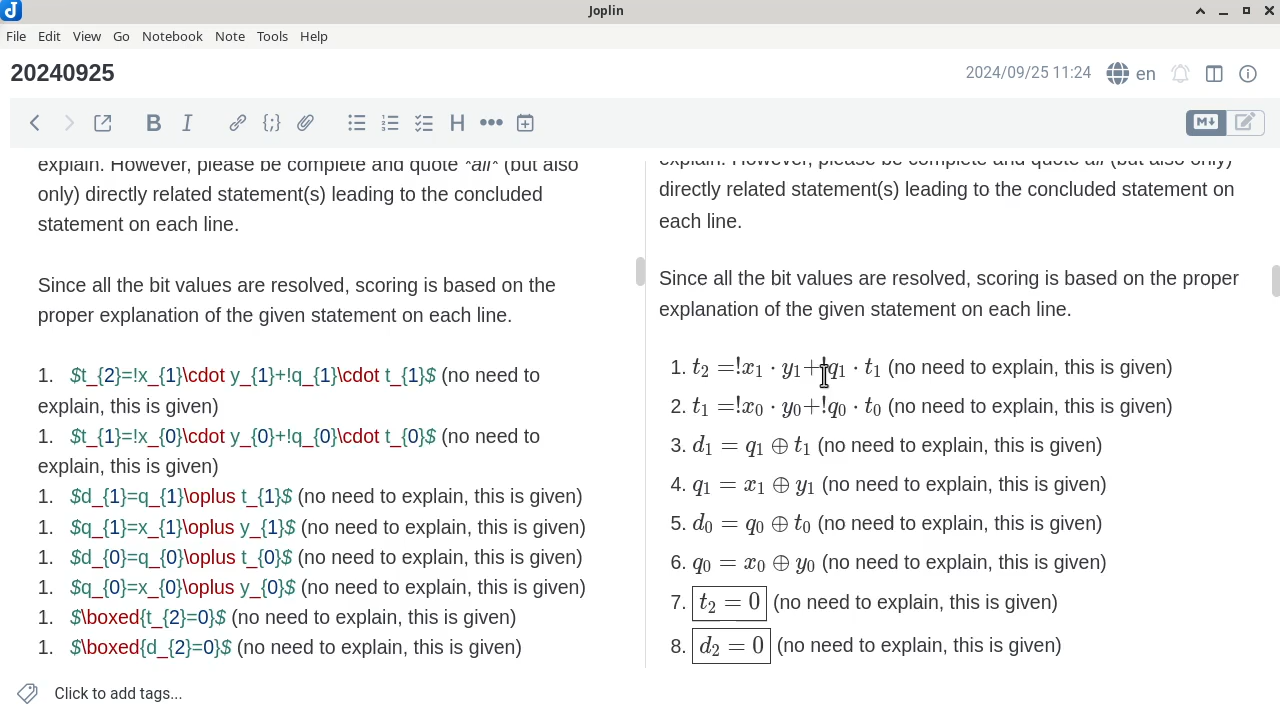 Joplin
File Edit View Go Notebook Note Tools Help
20240925
2024/09/25 11:24 en
explain. However, please be complete and quote *all* (but also
only) directly related statement(s) leading to the concluded
statement on each line.
Since all the bit values are resolved, scoring is based on the
proper explanation of the given statement on each line.
1. $t_{2}=!x_{1}\cdot y_{1}+!q_{1}\cdot t_{1}$ (no need to
explain, this is given)
1. $t_{1}=!x_{0}\cdot y_{0}+!q_{0}\cdot t_{0}$ (no need to
explain, this is given)
1. $d_{1}=q_{1}\oplus t_{1}$ (no need to explain, this is given)
1. $q_{1}=x_{1}\oplus y_{1}$ (no need to explain, this is given)
1. $d_{0}=q_{0}\oplus t_{0}$ (no need to explain, this is given)
1. $q_{0}=x_{0}\oplus y_{0}$ (no need to explain, this is given)
1. $\boxed{t_{2}=0}$ (no need to explain, this is given)
1. $\boxed{d_{2}=0}$ (no need to explain, this is given)
explain. However, please be complete and quote all (but also only)
directly related statement(s) leading to the concluded statement on
each line.
Since all the bit values are resolved, scoring is based on the proper
explanation of the given statement on each line.
1. t₂ =!x₁ · y₁+!q₁ · t₁ (no need to explain, this is given)
2. t₁ =!x₀ · y₀+!q₀ · t₀ (no need to explain, this is given)
3. d₁ = q₁ ⊕ t₁ (no need to explain, this is given)
4. q₁ = x₁ ⊕ y₁ (no need to explain, this is given)
5. d₀ = q₀ ⊕ t₀ (no need to explain, this is given)
6. q₀ = x₀ ⊕ y₀ (no need to explain, this is given)
7. t₂ = 0 (no need to explain, this is given)
8. d₂ = 0 (no need to explain, this is given)
Click to add tags...